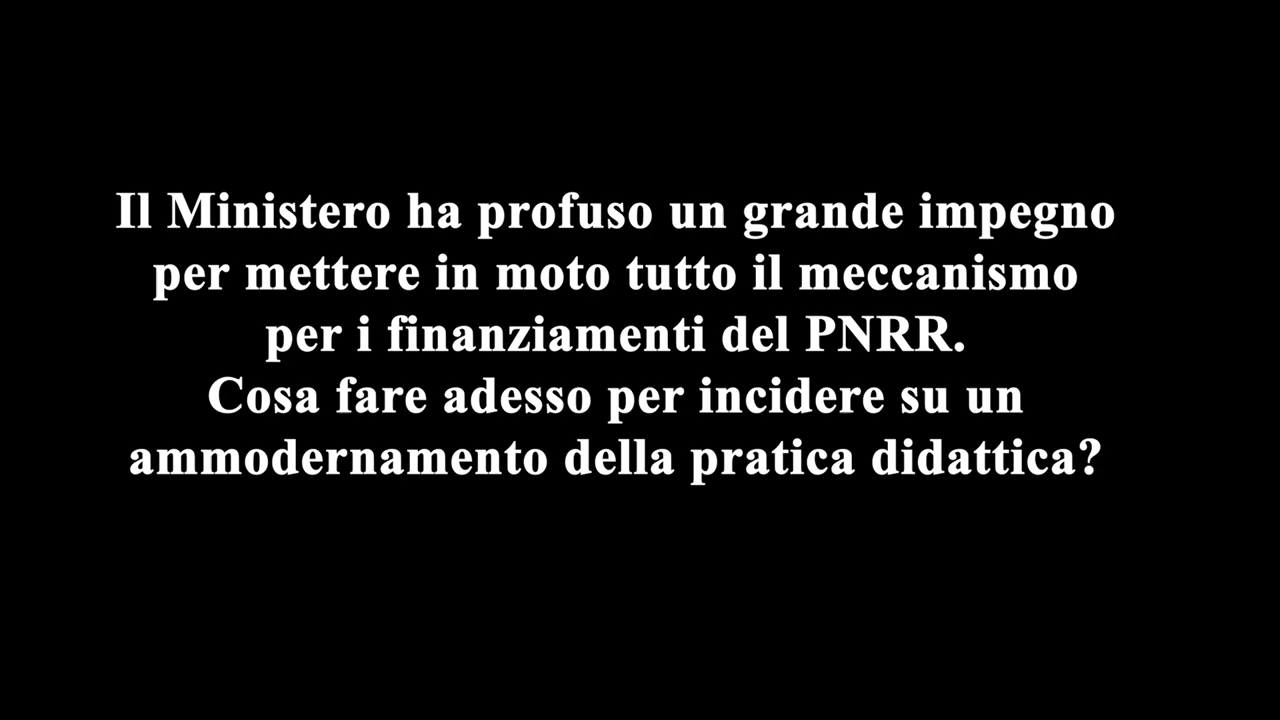 Il Ministero ha profuso un grande impegno
per mettere in moto tutto il meccanismo
per i finanziamenti del PNRR.
Cosa fare adesso per incidere su un
ammodernamento della pratica didattica?